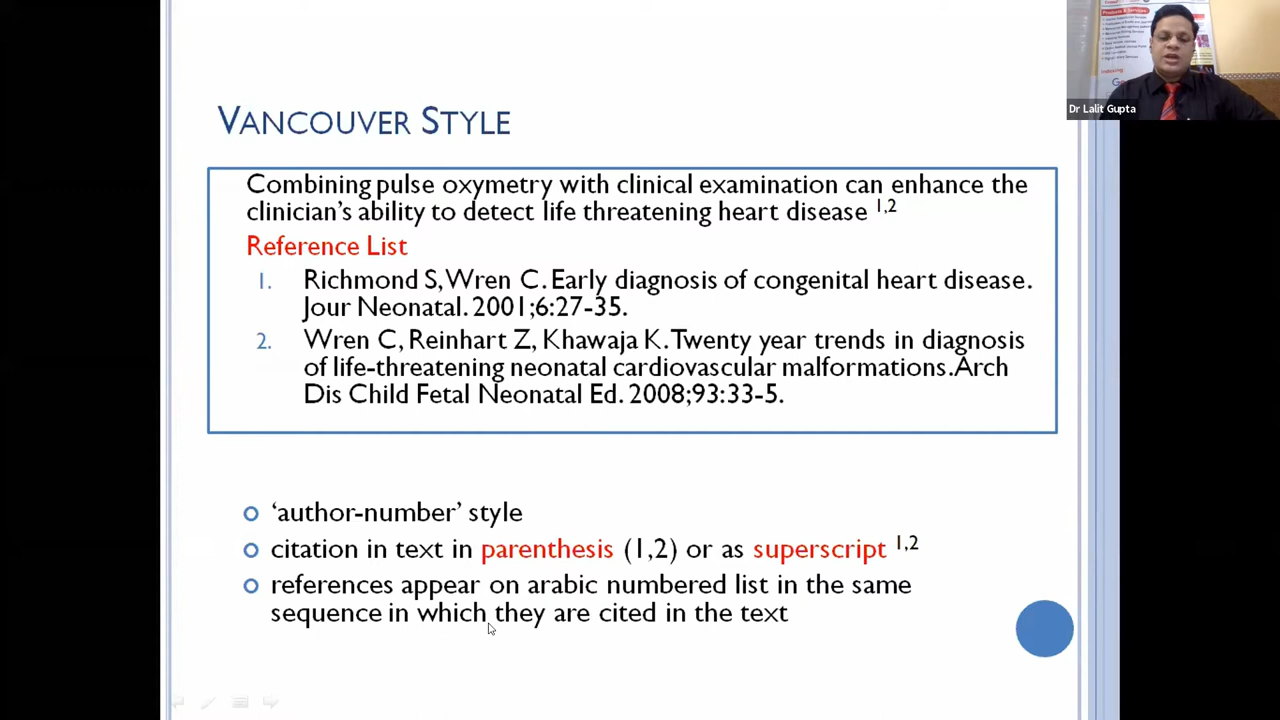 VANCOUVER STYLE
Combining pulse oxymetry with clinical examination can enhance the
clinician's ability to detect life threatening heart disease 1,2
Reference List
1. Richmond S, Wren C. Early diagnosis of congenital heart disease.
Jour Neonatal. 2001;6:27-35.
2. Wren C, Reinhart Z, Khawaja K. Twenty year trends in diagnosis
of life-threatening neonatal cardiovascular malformations. Arch
Dis Child Fetal Neonatal Ed. 2008;93:33-5.
'author-number' style
citation in text in parenthesis (1,2) or as superscript 1,2
references appear on arabic numbered list in the same
sequence in which they are cited in the text
Dr Lalit Gupta